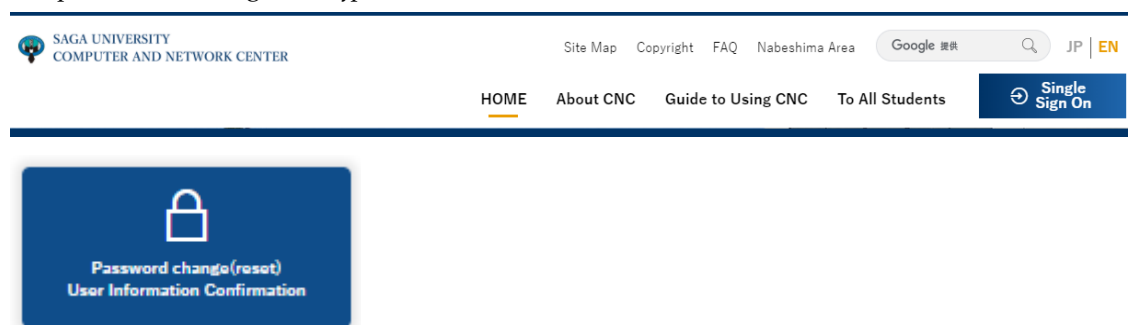 SAGA UNIVERSITY
COMPUTER AND NETWORK CENTER
Site Map Copyright FAQ Nabeshima Area Google 提供 JP | EN
HOME About CNC Guide to Using CNC To All Students Single Sign On
Password change(reset)
User Information Confirmation